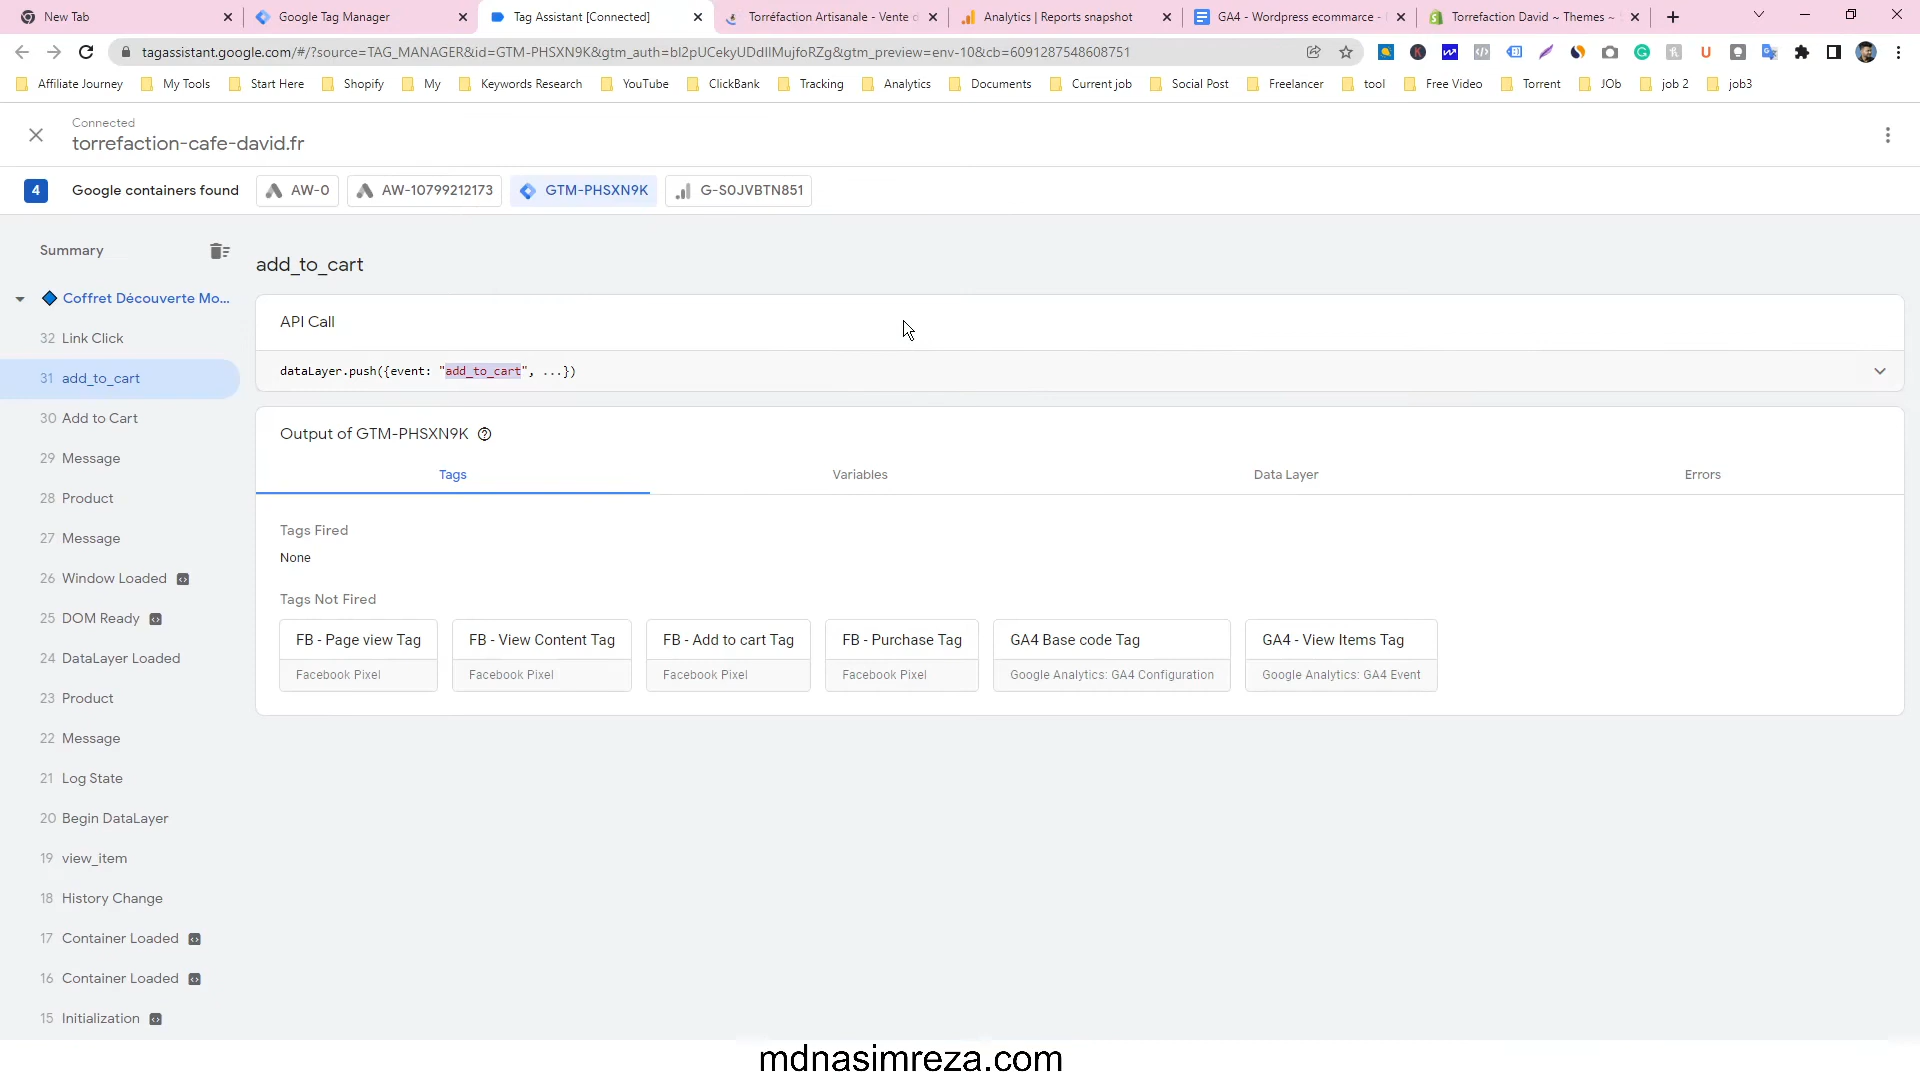 New Tab
Google Tag Manager
Tag Assistant [Connected]
Torréfaction Artisanale - Vente d
Analytics | Reports snapshot
GA4 - Wordpress ecommarce -
Torrefaction David ~ Themes ~
tagassistant.google.com/#/?source=TAG_MANAGER&id=GTM-PHSXN9K&gtm_auth=bl2pUCekyUDdIIMujfoRZg&gtm_preview=env-10&cb=6091287548608751
Affiliate Journey
My Tools
Start Here
Shopify
My
Keywords Research
YouTube
ClickBank
Tracking
Analytics
Documents
Current job
Social Post
Freelancer
tool
Free Video
Torrent
JOb
job 2
job3
Connected
torrefaction-cafe-david.fr
4
Google containers found
AW-0
AW-10799212173
GTM-PHSXN9K
G-S0JVBTN851
Summary
Coffret Découverte Mo...
32 Link Click
31 add_to_cart
30 Add to Cart
29 Message
28 Product
27 Message
26 Window Loaded
25 DOM Ready
24 DataLayer Loaded
23 Product
22 Message
21 Log State
20 Begin DataLayer
19 view_item
18 History Change
17 Container Loaded
16 Container Loaded
15 Initialization
add_to_cart
API Call
dataLayer.push({event: "add_to_cart", ...})
Output of GTM-PHSXN9K
Tags
Variables
Data Layer
Errors
Tags Fired
None
Tags Not Fired
FB - Page view Tag
Facebook Pixel
FB - View Content Tag
Facebook Pixel
FB - Add to cart Tag
Facebook Pixel
FB - Purchase Tag
Facebook Pixel
GA4 Base code Tag
Google Analytics: GA4 Configuration
GA4 - View Items Tag
Google Analytics: GA4 Event
mdnasimreza.com